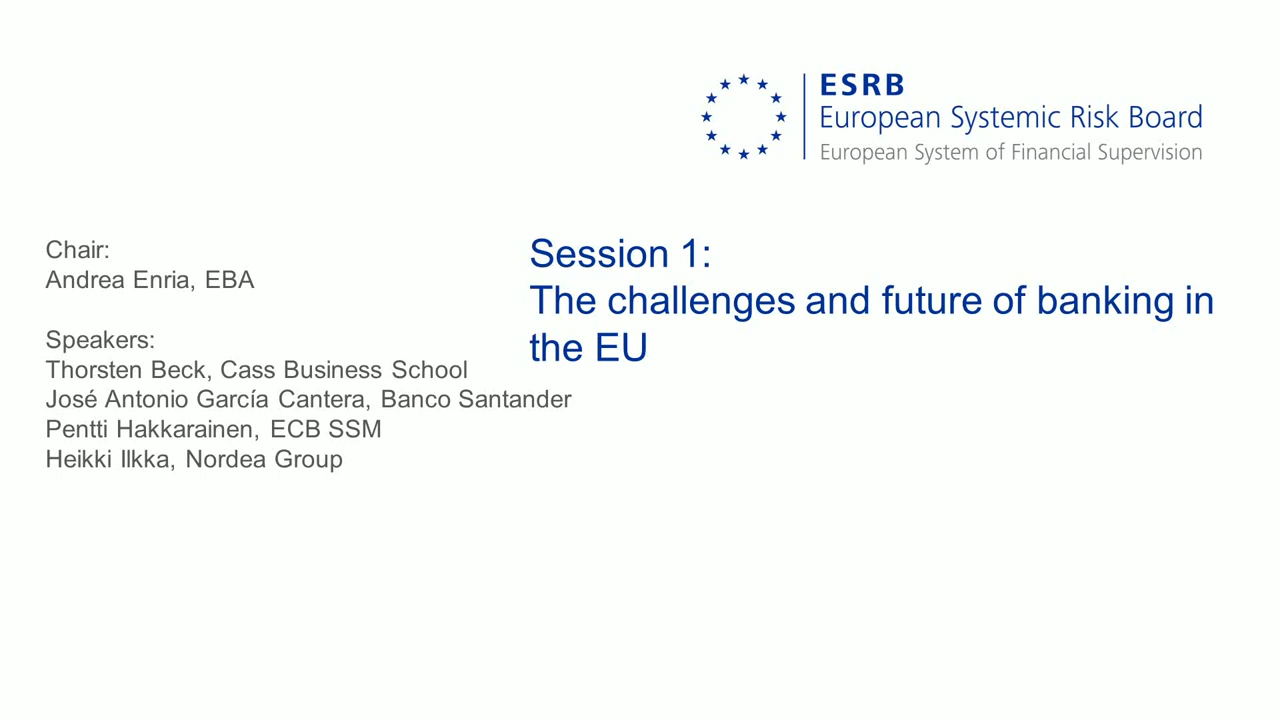 ESRB
European Systemic Risk Board
European System of Financial Supervision
Session 1:
The challenges and future of banking in
the EU
Chair:
Andrea Enria, EBA
Speakers:
Thorsten Beck, Cass Business School
José Antonio García Cantera, Banco Santander
Pentti Hakkarainen, ECB SSM
Heikki Ilkka, Nordea Group